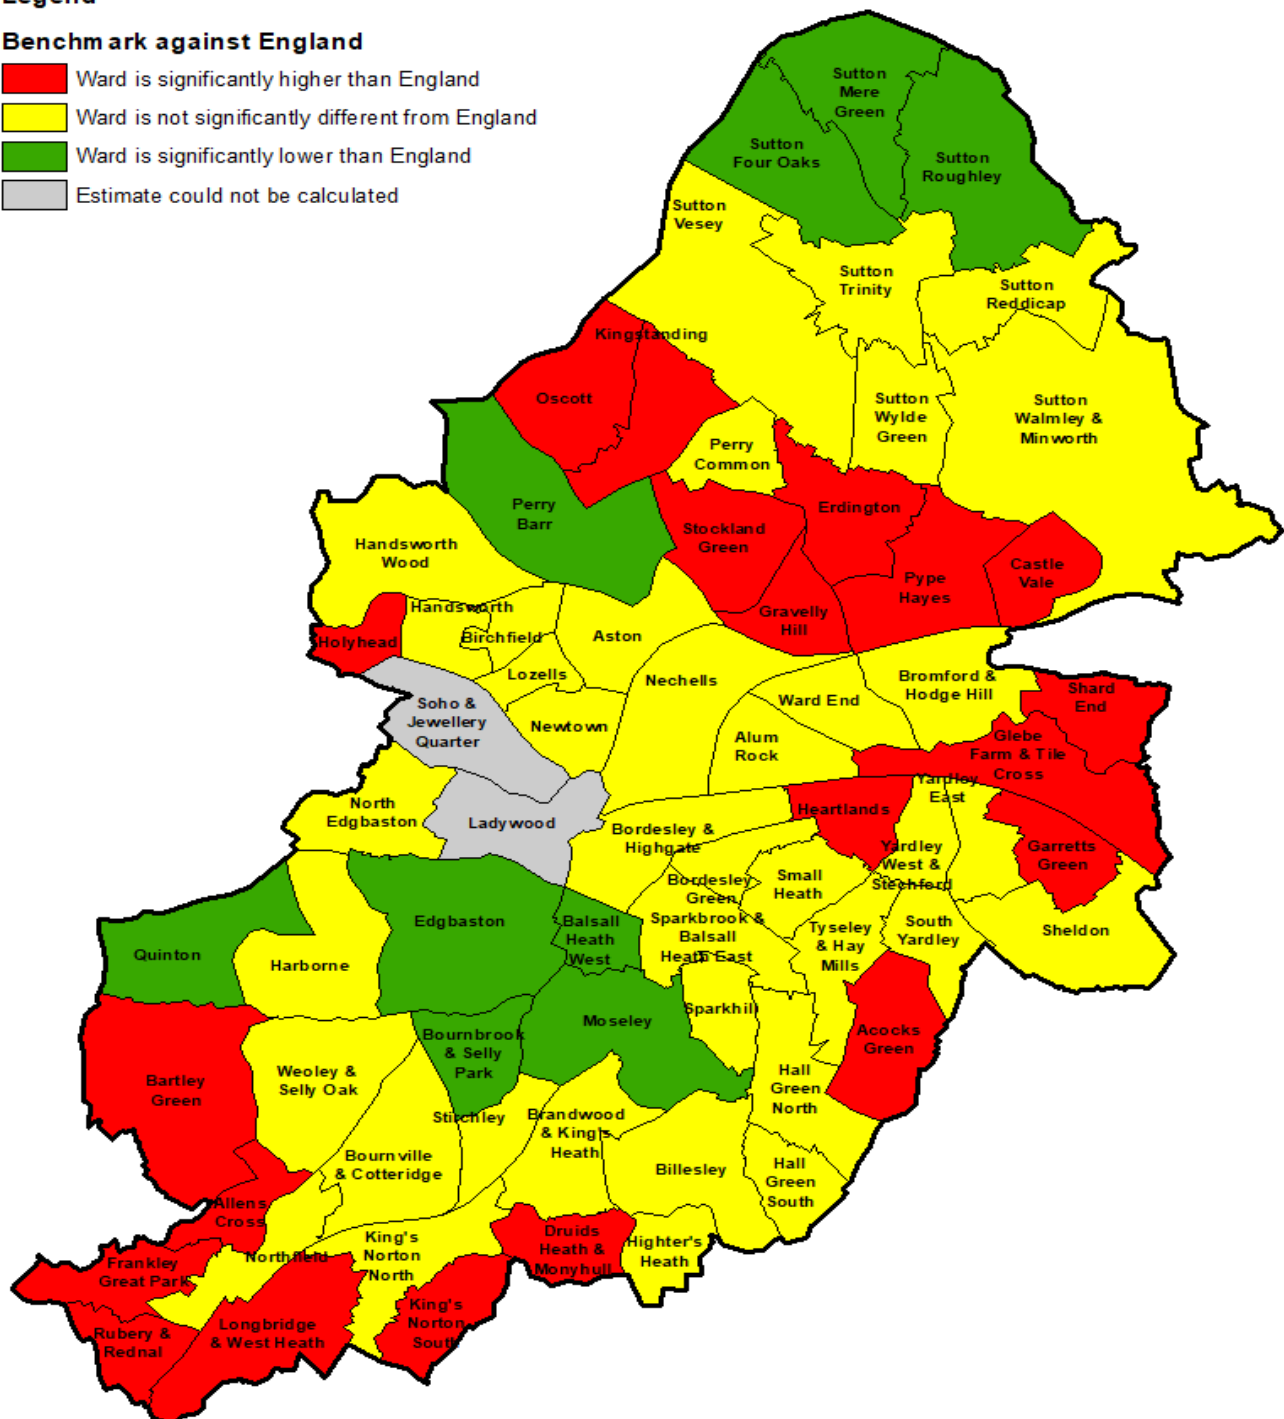 Legend
Benchmark against England
Ward is significantly higher than England
Ward is not significantly different from England
Ward is significantly lower than England
Estimate could not be calculated
Sutton
Mere
Green
Sutton
Four Oaks
Sutton
Roughley
Sutton
Vesey
Sutton
Trinity
Sutton
Reddicap
Kingstanding
Oscott
Sutton
Wylde
Green
Sutton
Walmley &
Minworth
Perry
Common
Perry
Barr
Stockland
Green
Erdington
Handsworth
Wood
Castle
Vale
Pype
Hayes
Gravelly
Hill
Handsworth
Holyhead
Birchfield
Aston
Lozells
Nechells
Bromford &
Hodge Hill
Shard
End
Ward End
Soho &
Jewellery
Quarter
Newtown
Alum
Rock
Glebe
Farm & Tile
Cross
Yardley
East
North
Edgbaston
Ladywood
Heartlands
Bordesley &
Highgate
Yardley
West &
Stechford
Garretts
Green
Small
Heath
Bordesley
Green
Edgbaston
Balsall
Heath
West
Sparkbrook &
Balsall
Heath East
Tyseley
& Hay
Mills
South
Yardley
Sheldon
Quinton
Harborne
Sparkhill
Moseley
Acocks
Green
Bournbrook
& Selly
Park
Weoley &
Selly Oak
Bartley
Green
Hall
Green
North
Stirchley
Brandwood
& King's
Heath
Bournville
& Cotteridge
Billesley
Hall
Green
South
Allens
Cross
Druids
Heath &
Monyhull
Highter's
Heath
King's
Norton
North
Northfield
Frankley
Great Park
King's
Norton
South
Longbridge
& West Heath
Rubery &
Rednal